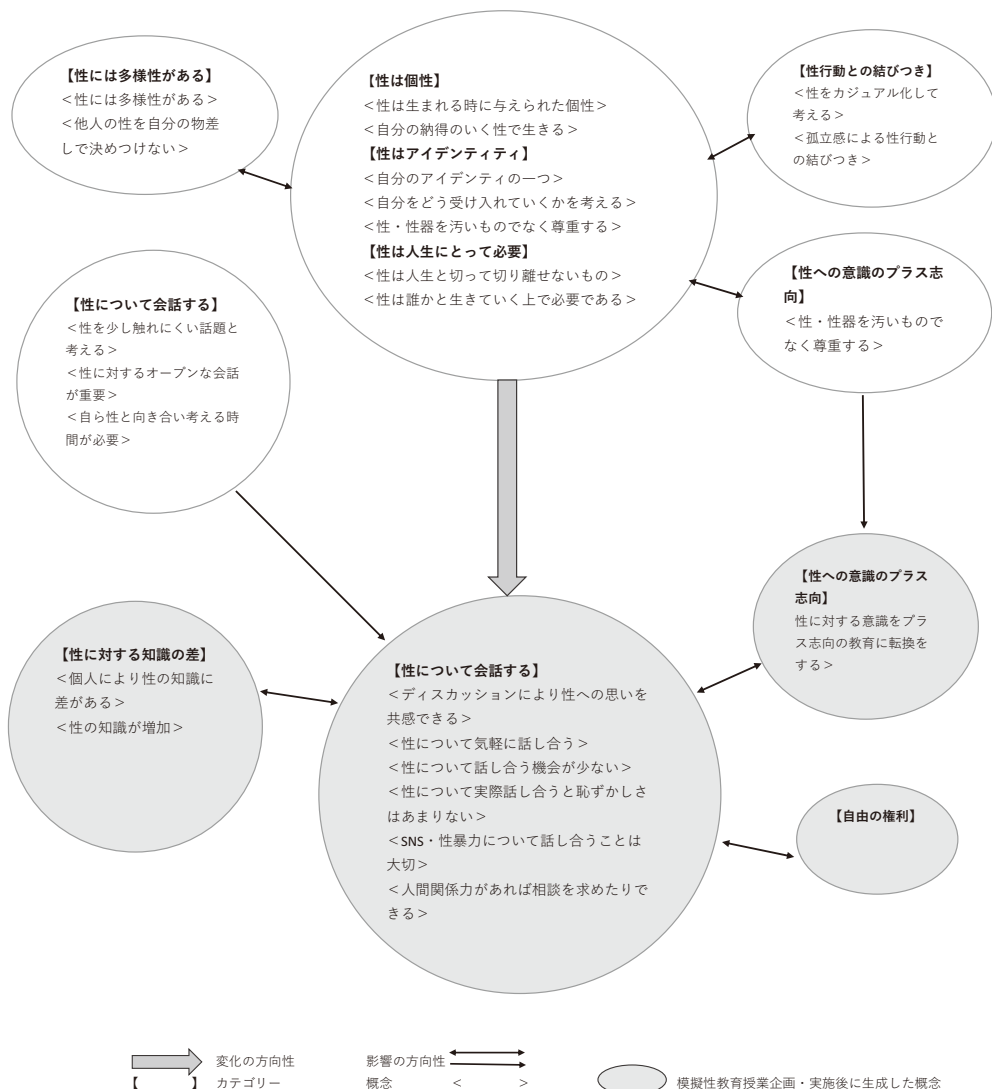 【性には多様性がある】
＜性には多様性がある＞
＜他人の性を自分の物差
しで決めつけない＞
【性は個性】
＜性は生まれる時に与えられた個性＞
＜自分の納得のいく性で生きる＞
【性はアイデンティティ】
＜自分のアイデンティの一つ＞
＜自分をどう受け入れていくかを考える＞
＜性・性器を汚いものでなく尊重する＞
【性は人生にとって必要】
＜性は人生と切って切り離せないもの＞
＜性は誰かと生きていく上で必要である＞
【性行動との結びつき】
＜性をカジュアル化して
考える＞
＜孤立感による性行動と
の結びつき＞
【性への意識のプラス志
向】
＜性・性器を汚いもので
なく尊重する＞
【性について会話する】
＜性を少し触れにくい話題と
考える＞
＜性に対するオープンな会話
が重要＞
＜自ら性と向き合い考える時
間が必要＞
【性への意識のプラス
志向】
性に対する意識をプラ
ス志向の教育に転換を
する＞
【性に対する知識の差】
＜個人により性の知識に
差がある＞
＜性の知識が増加＞
【性について会話する】
＜ディスカッションにより性への思いを
共感できる＞
＜性について気軽に話し合う＞
＜性について話し合う機会が少ない＞
＜性について実際話し合うと恥ずかしさ
はあまりない＞
＜SNS・性暴力について話し合うことは
大切＞
＜人間関係力があれば相談を求めたりで
きる＞
【自由の権利】
変化の方向性
影響の方向性
【 】 カテゴリー
概念 ＜ ＞
模擬性教育授業企画・実施後に生成した概念